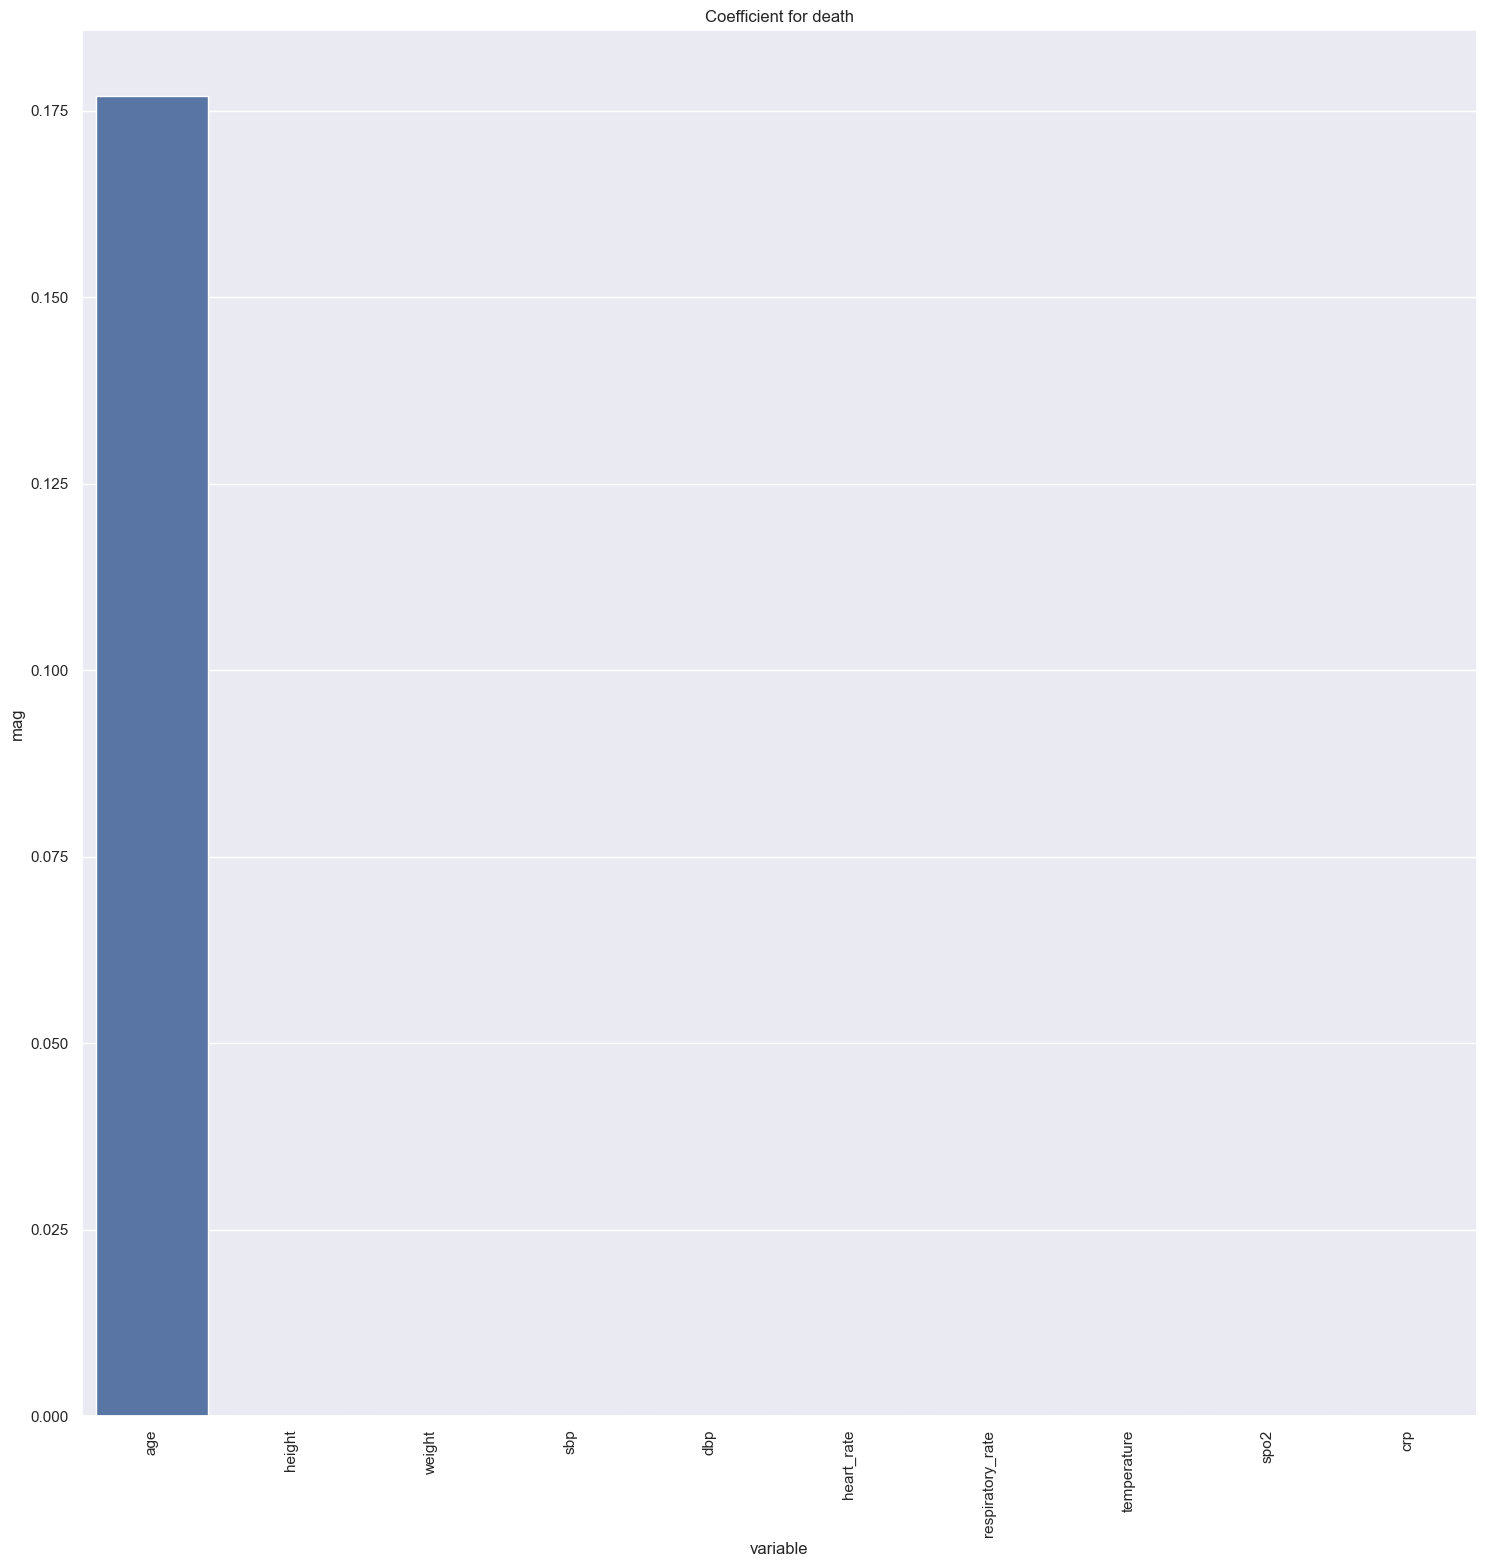 Coefficient for death
0.175
0.150
0.125
0.100
0.075
0.050
0.025
0.000
mag
age
height
weight
sbp
dbp
heart_rate
respiratory_rate
temperature
spo2
crp
variable